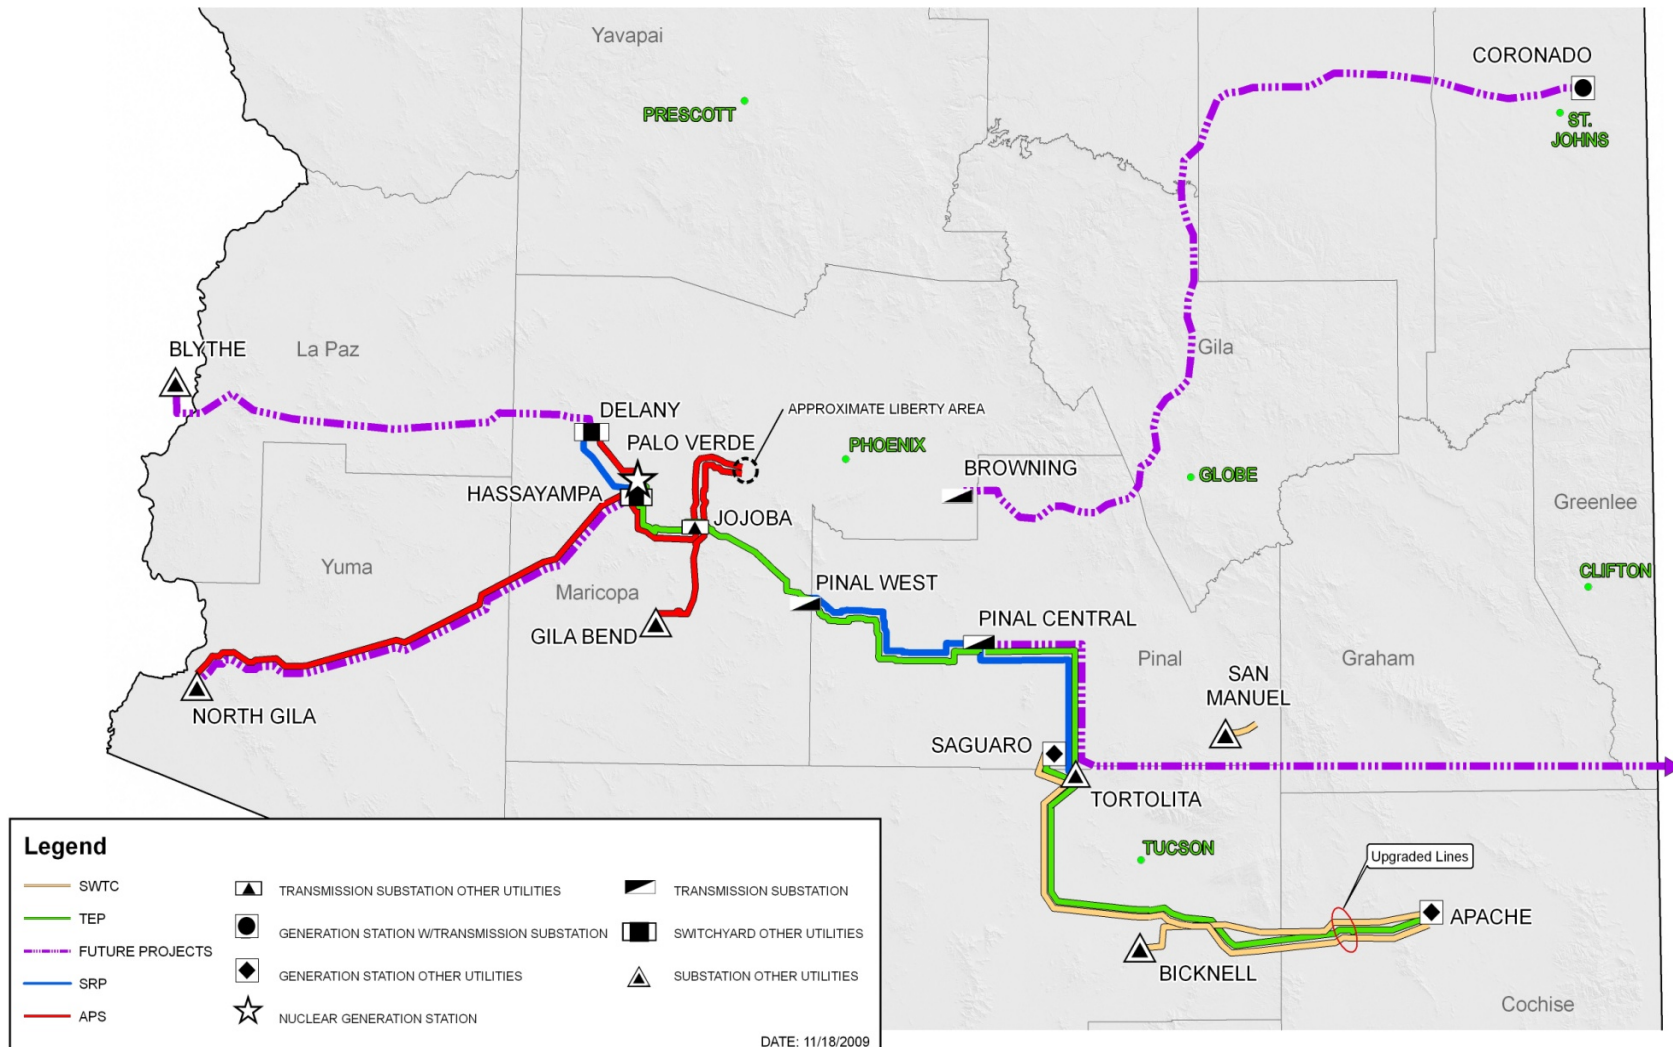 Yavapai
CORONADO
PRESCOTT
ST.
JOHNS
BLYTHE
La Paz
Gila
DELANY
APPROXIMATE LIBERTY AREA
PALO VERDE
PHOENIX
BROWNING
GLOBE
HASSAYAMPA
Greenlee
JOJOBA
Yuma
CLIFTON
Maricopa
PINAL WEST
GILA BEND
PINAL CENTRAL
Pinal
Graham
SAN
MANUEL
NORTH GILA
SAGUARO
TORTOLITA
TUCSON
Upgraded Lines
APACHE
BICKNELL
Cochise
Legend
SWTC
TEP
FUTURE PROJECTS
SRP
APS
TRANSMISSION SUBSTATION OTHER UTILITIES
GENERATION STATION W/TRANSMISSION SUBSTATION
GENERATION STATION OTHER UTILITIES
NUCLEAR GENERATION STATION
TRANSMISSION SUBSTATION
SWITCHYARD OTHER UTILITIES
SUBSTATION OTHER UTILITIES
DATE: 11/18/2009